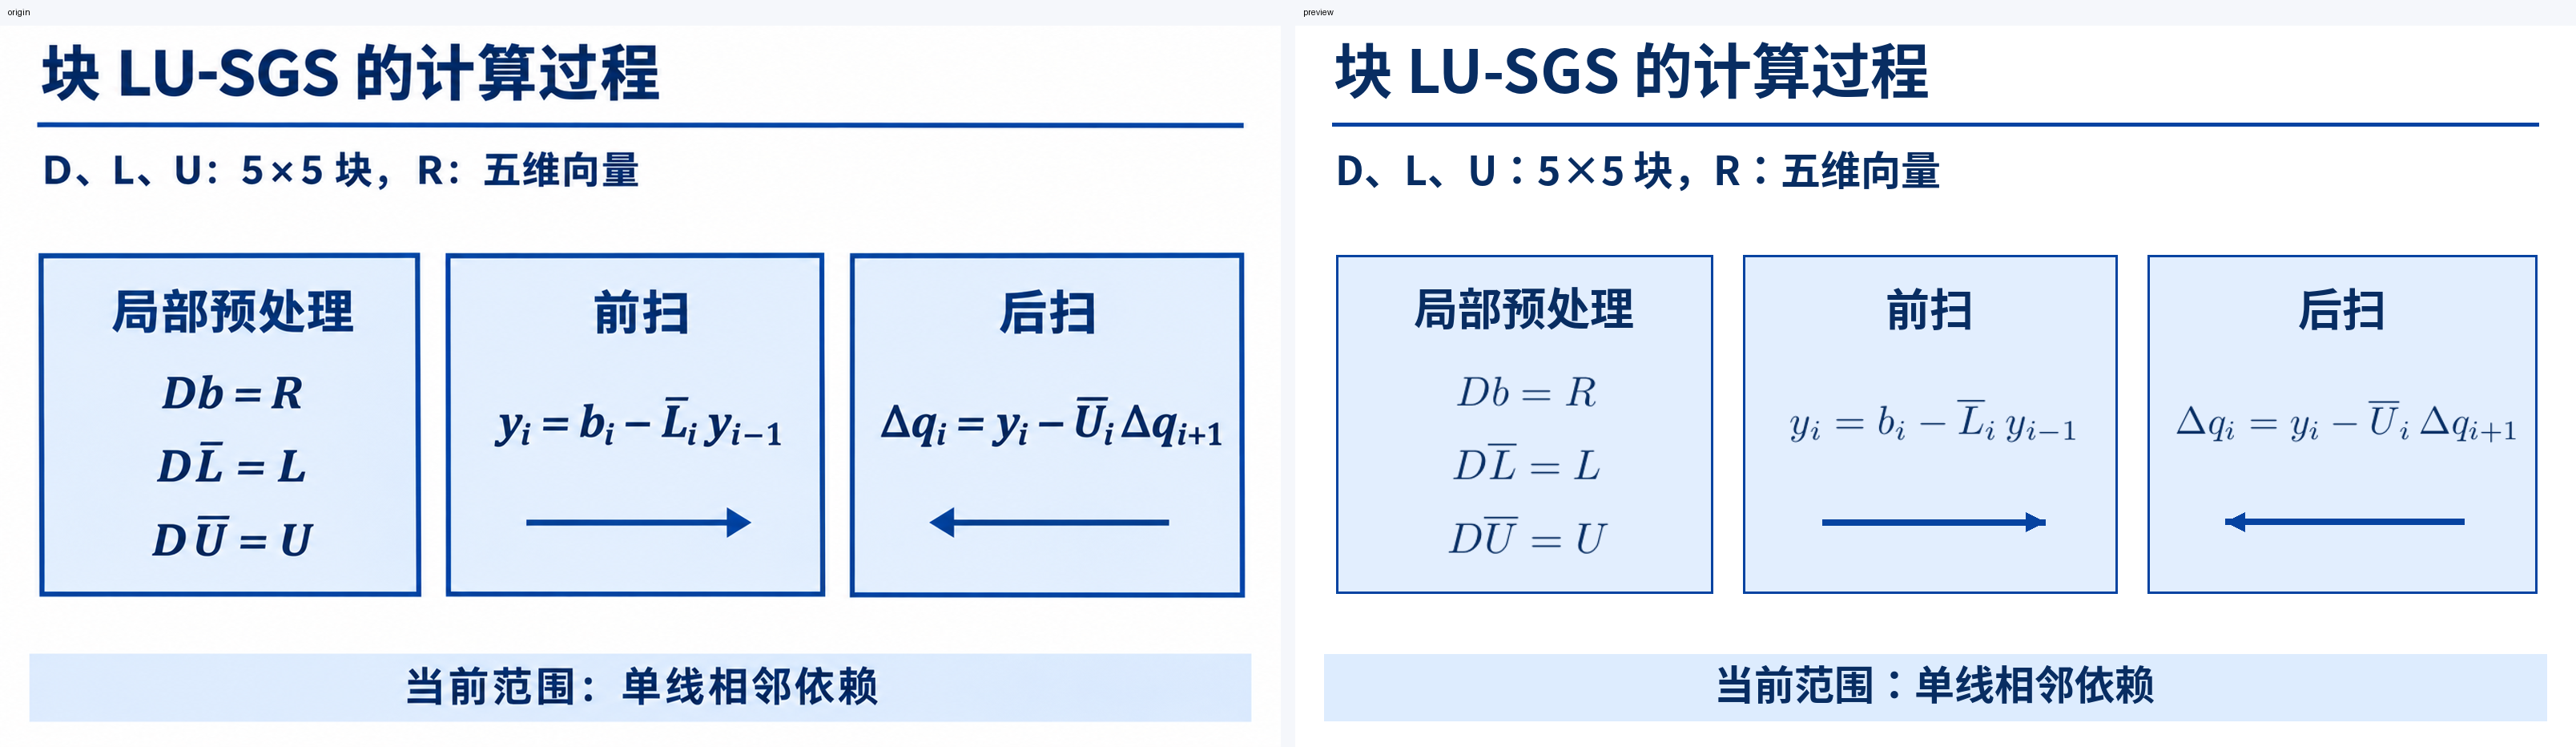 origin
块 LU-SGS 的计算过程
D、L、U：5×5 块，R：五维向量
局部预处理
Db = R
DL̅ = L
DU̅ = U
前扫
yᵢ = bᵢ − L̅ᵢ yᵢ₋₁
后扫
Δqᵢ = yᵢ − U̅ᵢ Δqᵢ₊₁
当前范围：单线相邻依赖
preview
块 LU-SGS 的计算过程
D、L、U：5×5 块，R：五维向量
局部预处理
Db = R
DL̅ = L
DU̅ = U
前扫
yᵢ = bᵢ − L̅ᵢ yᵢ₋₁
后扫
Δqᵢ = yᵢ − U̅ᵢ Δqᵢ₊₁
当前范围：单线相邻依赖